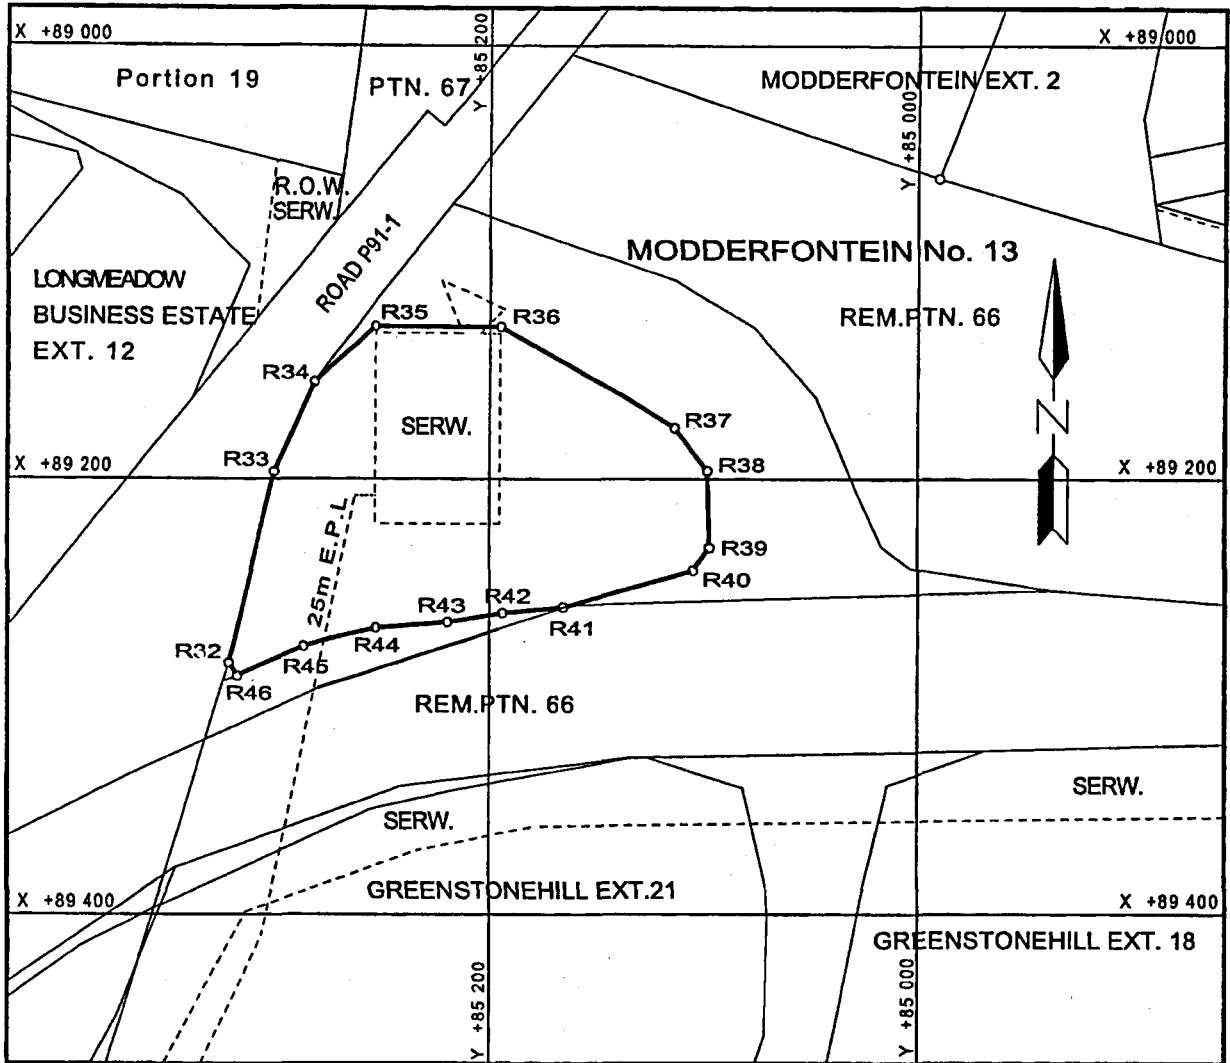 X +89 000
Y +85 200
X +89 000
Portion 19
PTN. 67
MODDERFONTEIN EXT. 2
Y +85 000
R.O.W.
SERW.
ROAD P91-1
MODDERFONTEIN No. 13
LONGMEADOW
BUSINESS ESTATE
EXT. 12
REM.PTN. 66
R35
R36
R34
SERW.
R37
N
R33
R38
X +89 200
X +89 200
25m E.P.L
R39
R40
R42
R43
R41
R44
R32
R45
R46
REM.PTN. 66
SERW.
SERW.
GREENSTONEHILL EXT.21
X +89 400
X +89 400
GREENSTONEHILL EXT. 18
Y +85 200
Y +85 000